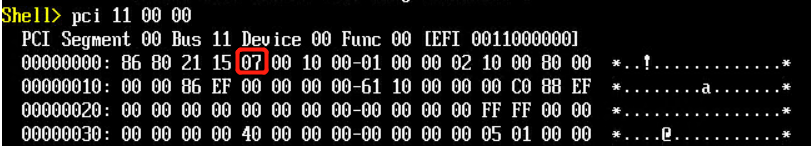 Shell> pci 11 00 00
PCI Segment 00 Bus 11 Device 00 Func 00 [EFI 0011000000]
00000000: 86 80 21 15 07 00 10 00-01 00 00 02 10 00 80 00 *..!.............*
00000010: 00 00 86 EF 00 00 00 00-61 10 00 00 00 C0 88 EF *........a.......*
00000020: 00 00 00 00 00 00 00 00-00 00 00 00 FF FF 00 00 *................*
00000030: 00 00 00 00 40 00 00 00-00 00 00 00 05 01 00 00 *....@...........*